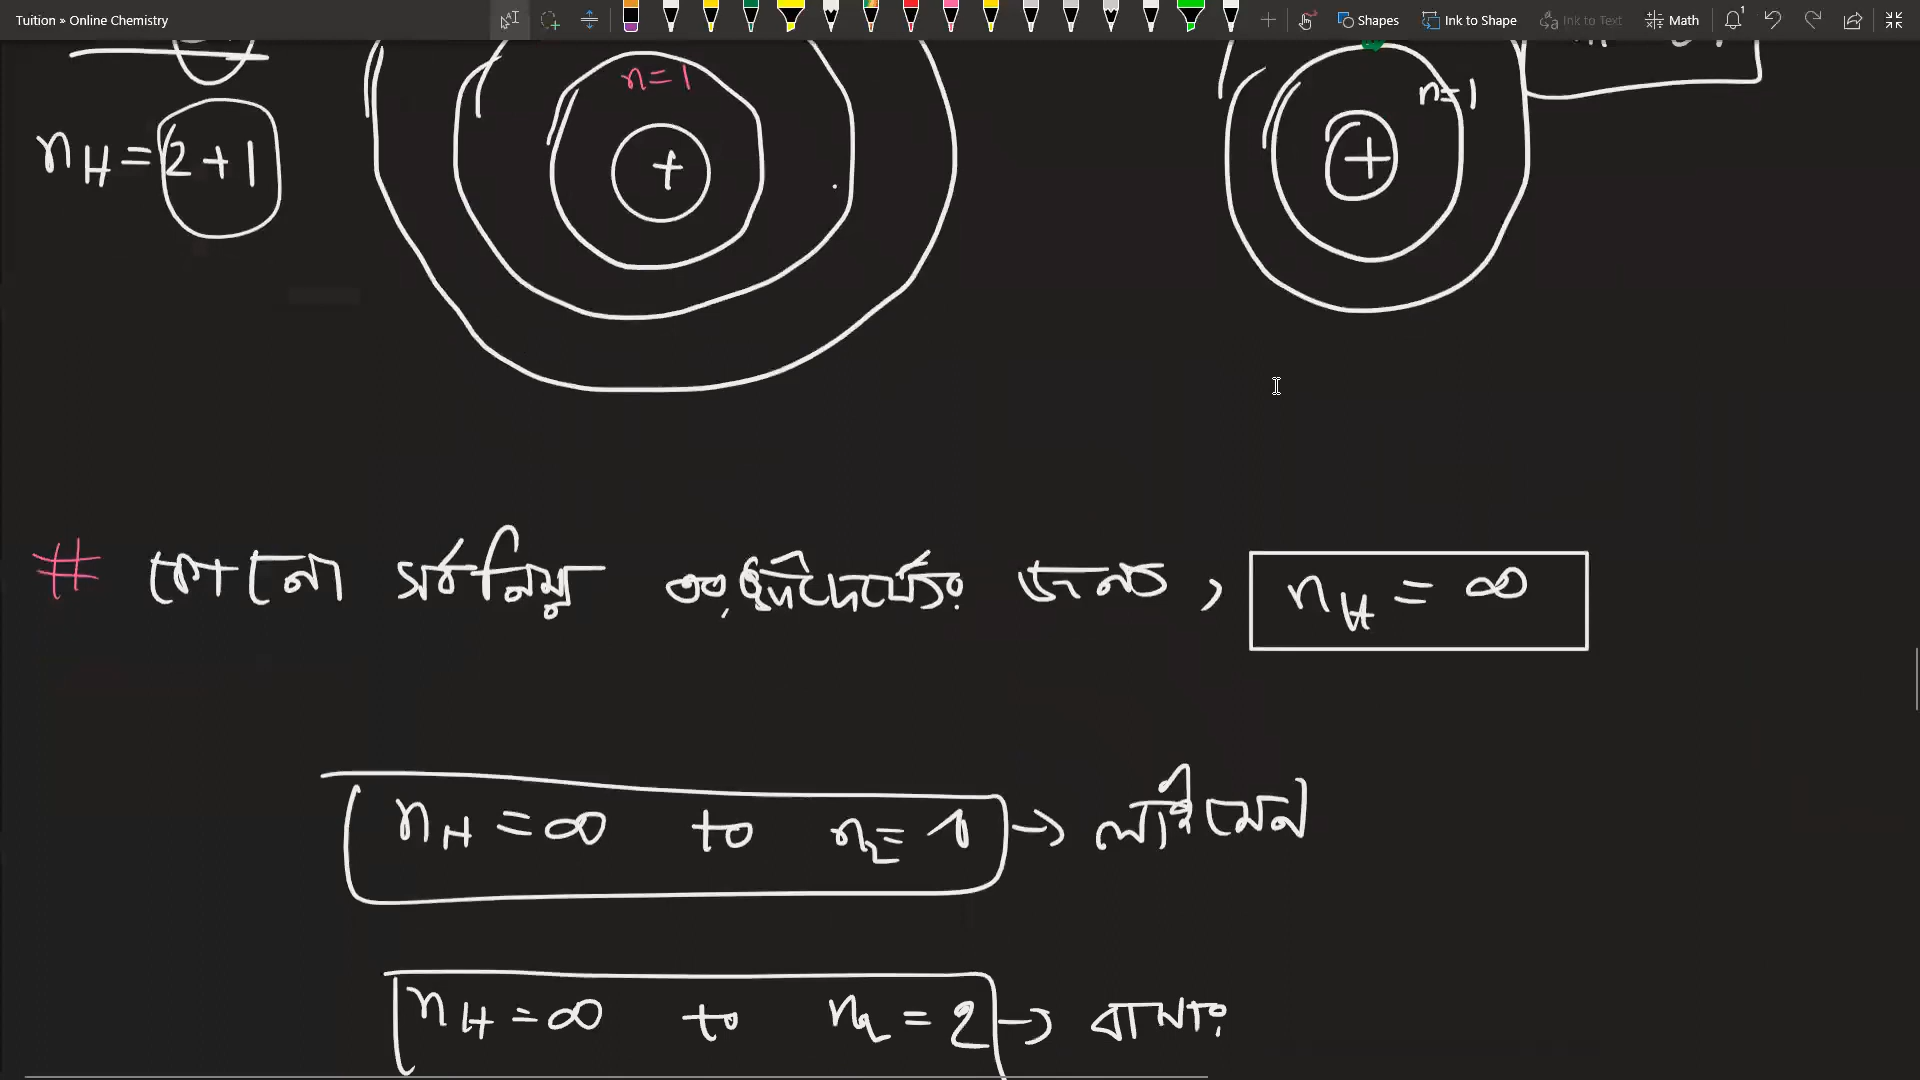 Tuition » Online Chemistry
Shapes Ink to Shape Ink to Text Math 1
n=1
n=1
nH = 2+1
+
+
# কোনো সর্বনিম্ন তরঙ্গদৈর্ঘ্যের জন্য, nH = ∞
nH = ∞ to nL = 1 → লাইমেন
nH = ∞ to nL = 2 → বামার